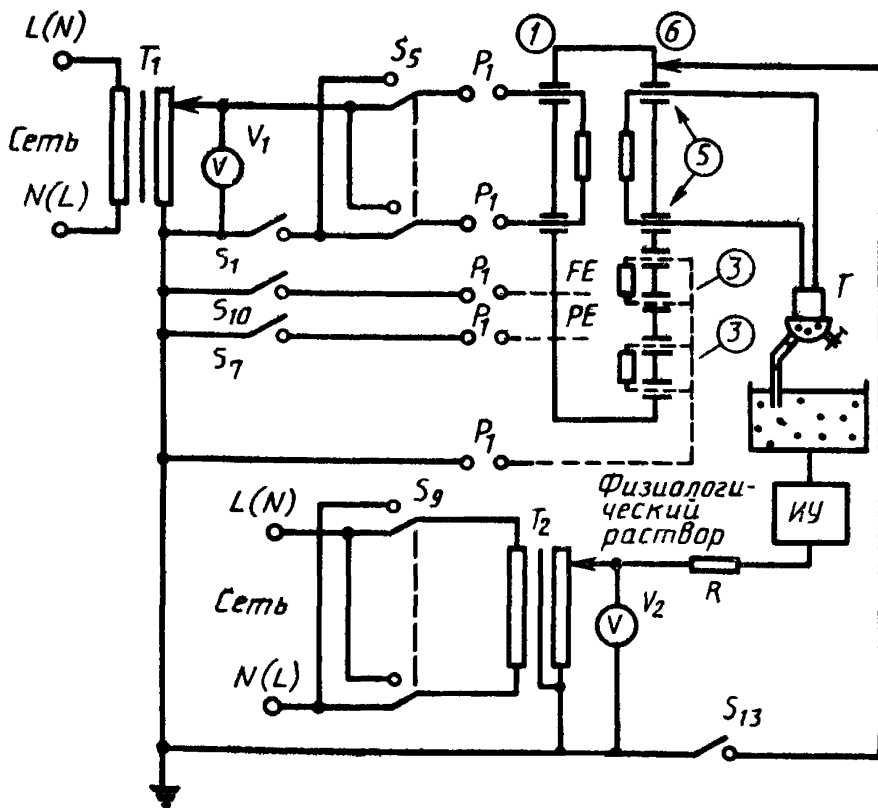 L(N)
T1
Сеть
N(L)
V1
V
S5
P1
P1
1
6
5
S1
S10
S7
P1
FE
P1
PE
3
3
T
P1
L(N)
S9
T2
Физиологи-
ческий
раствор
ИУ
Сеть
V
V2
R
N(L)
S13